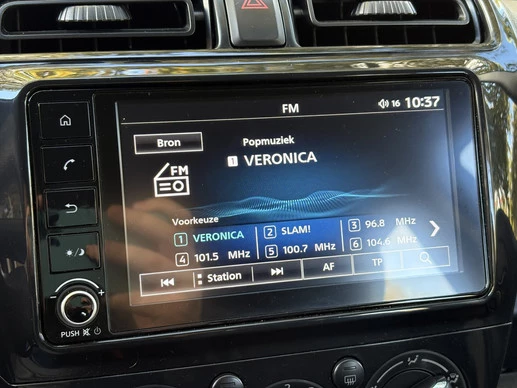 FM
16 10:37
Bron
Popmuziek
1 VERONICA
FM
Voorkeuze
1 VERONICA
2 SLAM!
3 96.8 MHz
4 101.5 MHz
5 100.7 MHz
6 104.6 MHz
Station
AF
TP
PUSH
+